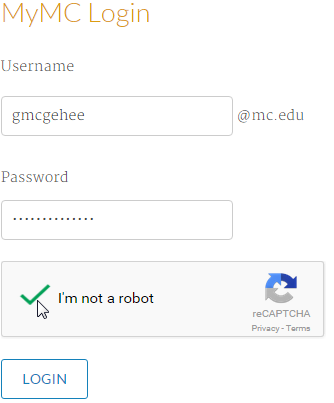 MyMC Login
Username
gmcgehee @mc.edu
Password
••••••••••••••
I'm not a robot
reCAPTCHA
Privacy - Terms
LOGIN